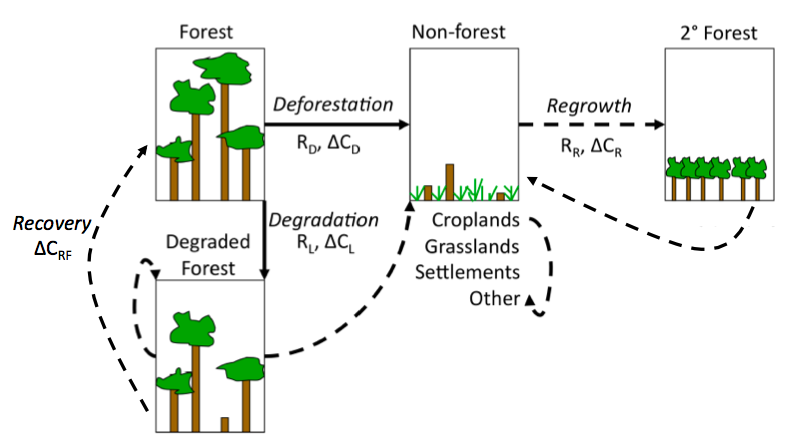 Forest
Non-forest
2° Forest
Deforestation
R_D, ΔC_D
Regrowth
R_R, ΔC_R
Recovery
ΔC_RF
Degradation
R_L, ΔC_L
Degraded
Forest
Croplands
Grasslands
Settlements
Other